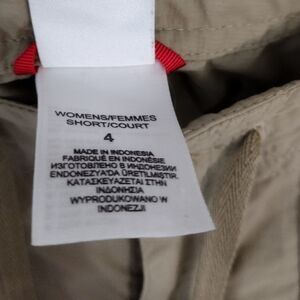 WOMENS/FEMMES
SHORT/COURT
4
MADE IN INDONESIA
FABRIQUÉ EN INDONÉSIE
ИЗГОТОВЛЕНО В ИНДОНЕЗИИ
ENDONEZYA'DA ÜRETILMIŞTIR.
ΚΑΤΑΣΚΕΥΑΖΕΤΑΙ ΣΤΗΝ
ΙΝΔΟΝΗΣΙΑ
WYPRODUKOWANO W
INDONEZJI